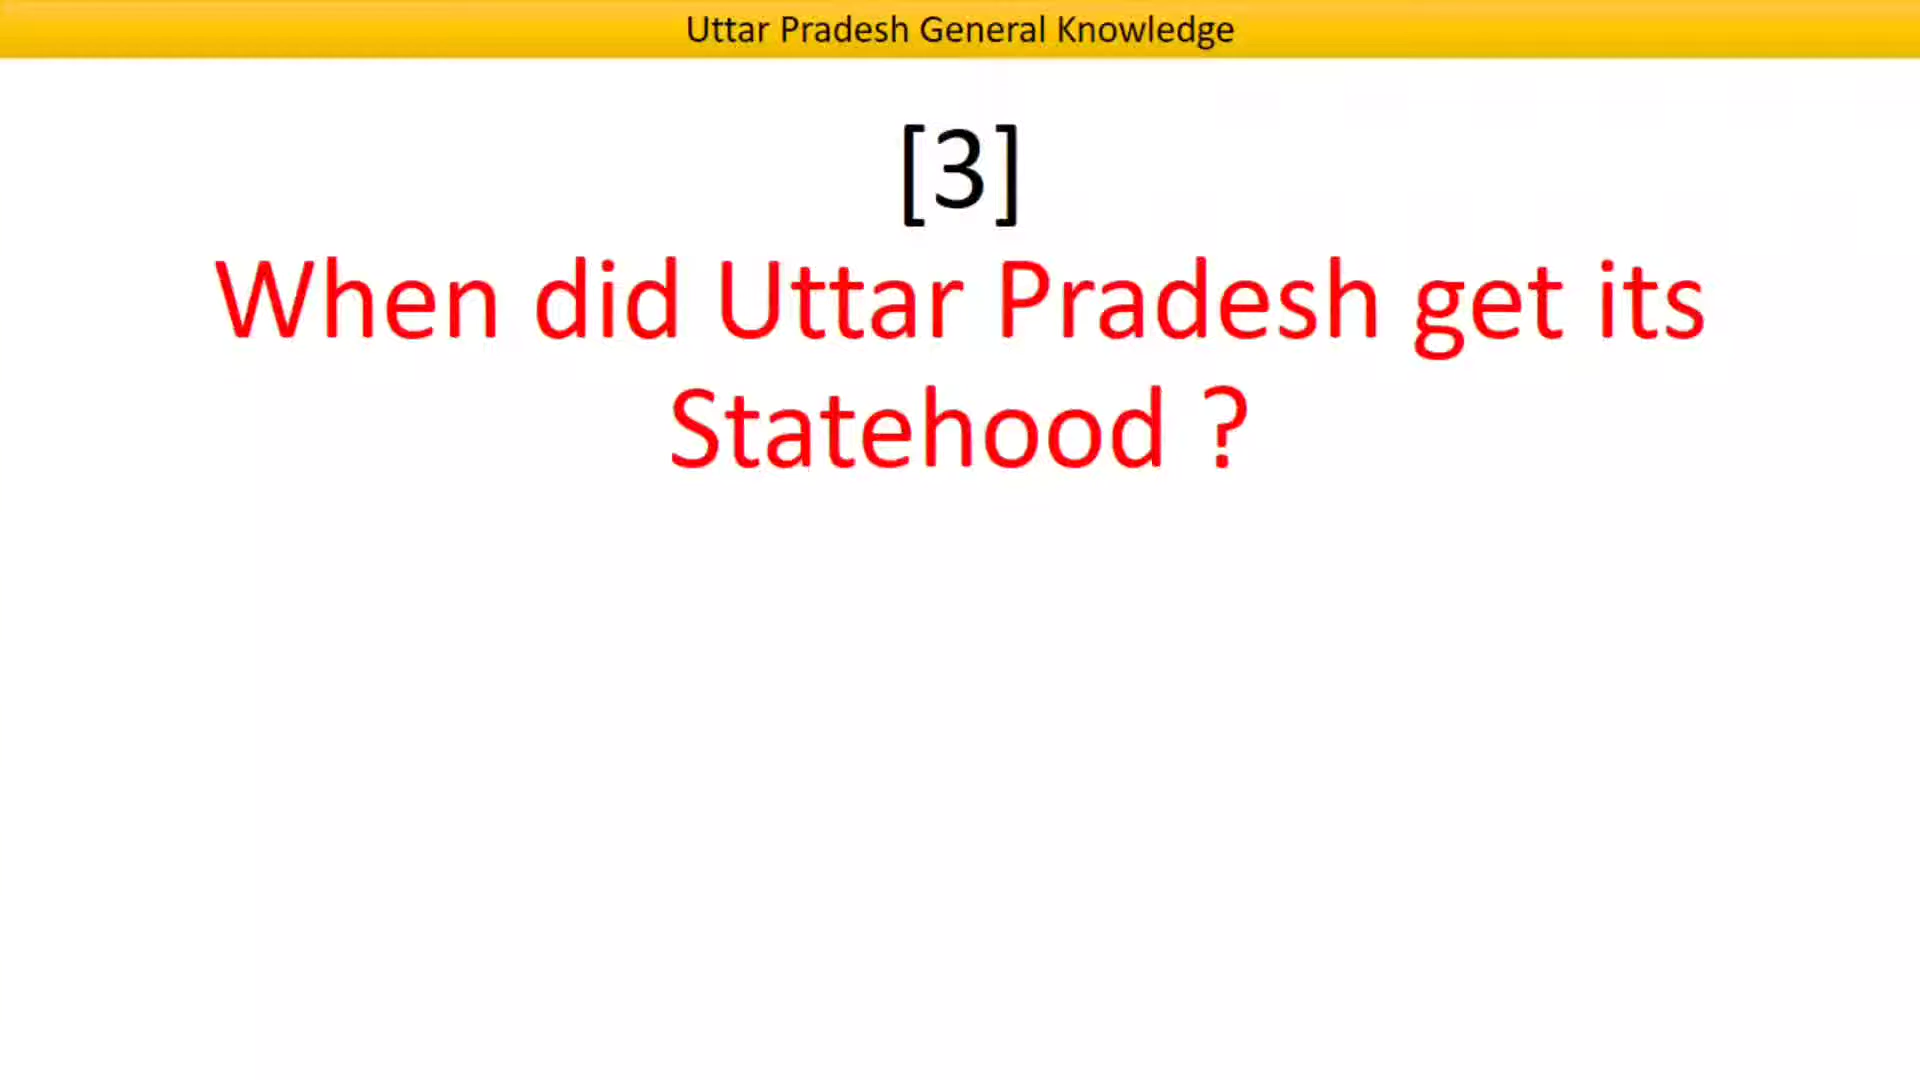 Uttar Pradesh General Knowledge
[3]
When did Uttar Pradesh get its
Statehood ?